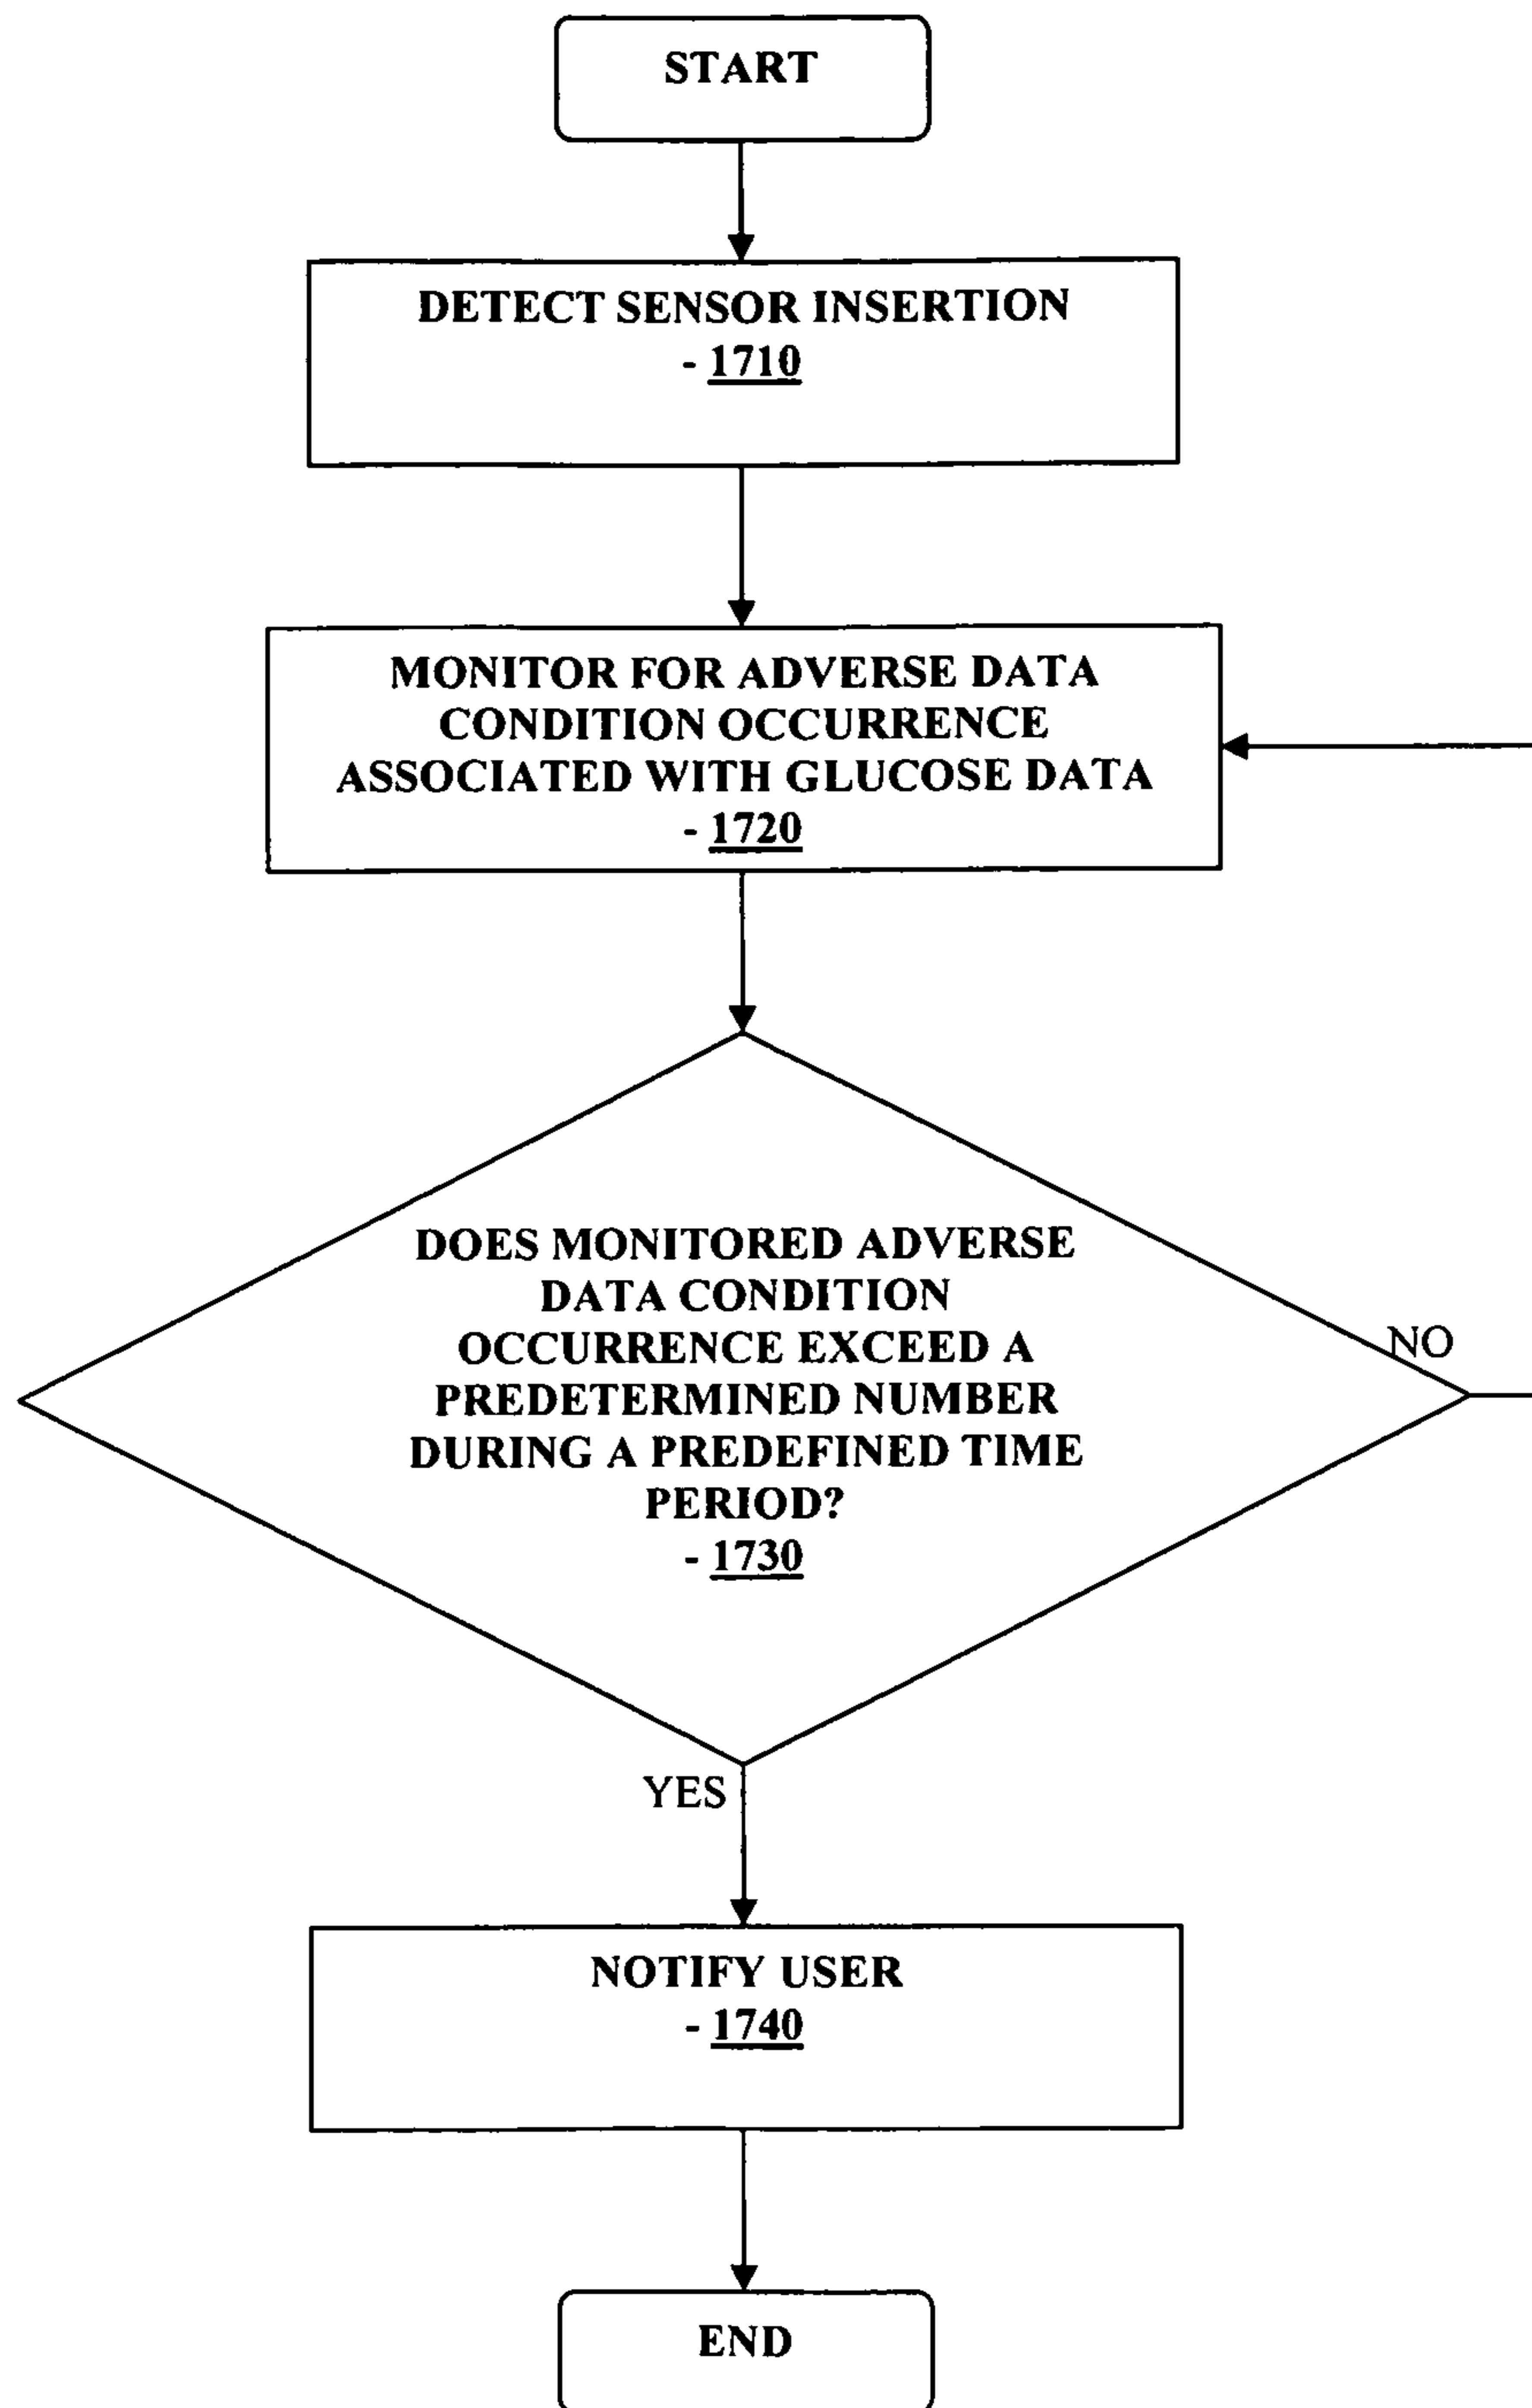 START
DETECT SENSOR INSERTION
- 1710
MONITOR FOR ADVERSE DATA
CONDITION OCCURRENCE
ASSOCIATED WITH GLUCOSE DATA
- 1720
DOES MONITORED ADVERSE
DATA CONDITION
OCCURRENCE EXCEED A
PREDETERMINED NUMBER
DURING A PREDEFINED TIME
PERIOD?
- 1730
NO
YES
NOTIFY USER
- 1740
END